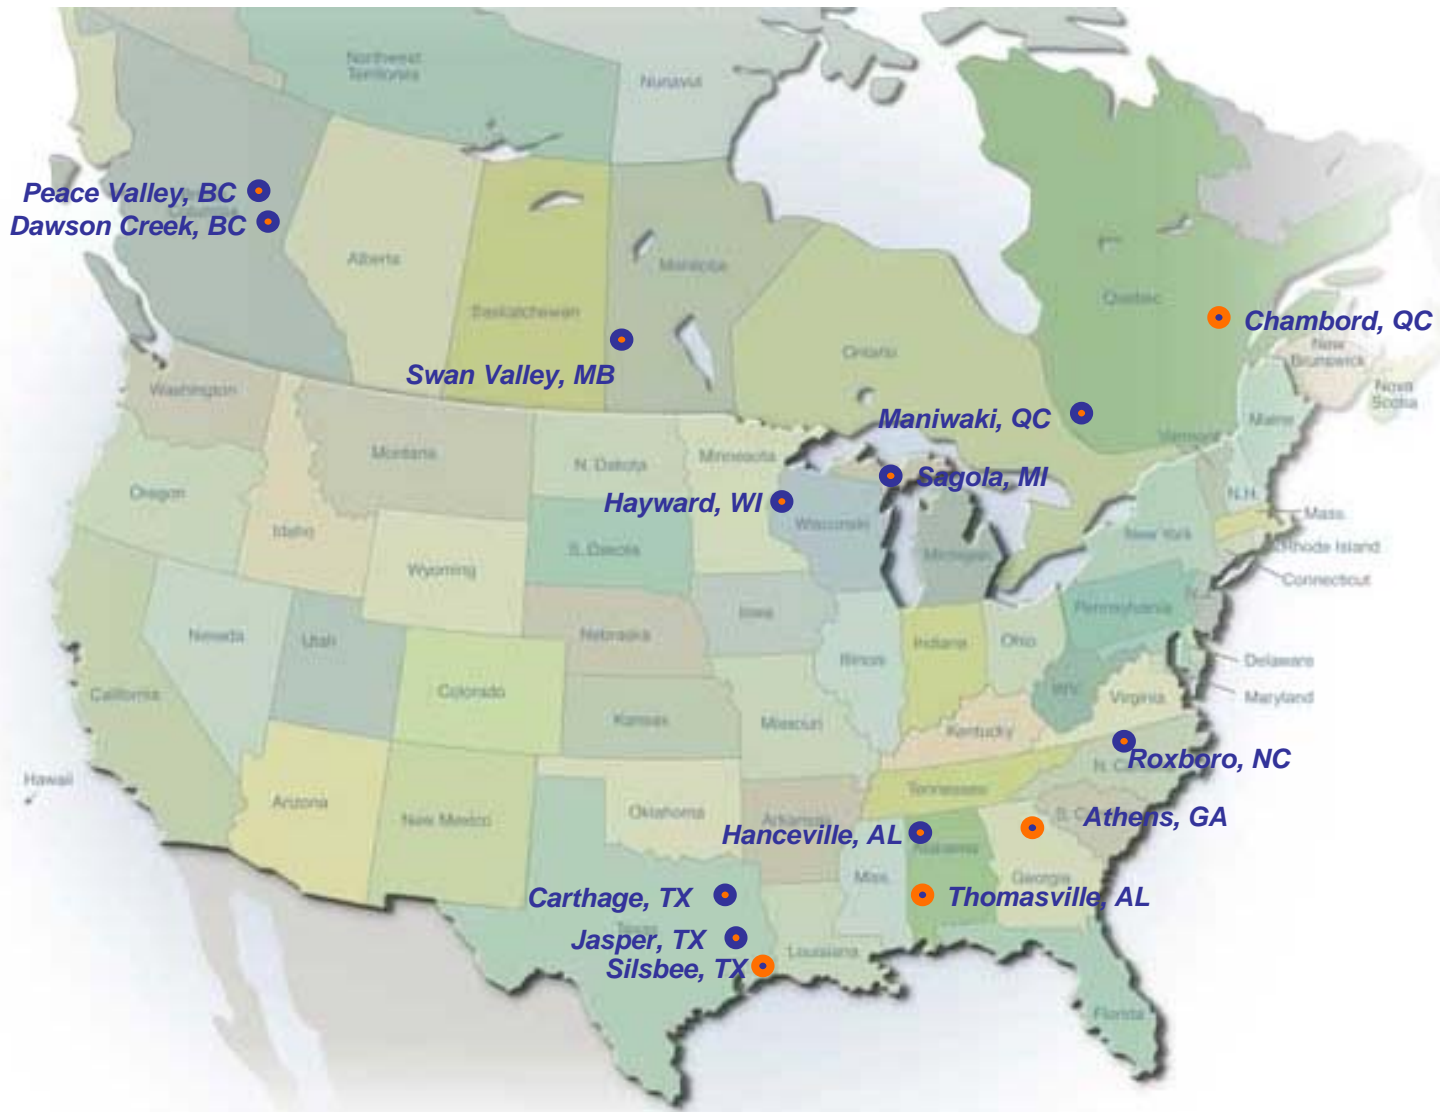 Northwest
Territories
Nunavut
Peace Valley, BC
Dawson Creek, BC
Alberta
Manitoba
Saskatchewan
Quebec
Chambord, QC
New
Brunswick
Ontario
Swan Valley, MB
Washington
Nova
Scotia
Maniwaki, QC
Maine
Vermont
Montana
Minnesota
N. Dakota
Sagola, MI
Oregon
N.H.
Hayward, WI
Mass.
Wisconsin
Idaho
New York
Rhode Island
S. Dakota
Michigan
Wyoming
Connecticut
Iowa
Pennsylvania
Nevada
Utah
Nebraska
Indiana
Ohio
Illinois
Delaware
California
Colorado
WV
Virginia
Maryland
Kansas
Missouri
Kentucky
Roxboro, NC
Hawaii
Tennessee
Arizona
New Mexico
Oklahoma
Arkansas
Athens, GA
Hanceville, AL
Alabama
Miss.
Georgia
Carthage, TX
Thomasville, AL
Texas
Jasper, TX
Louisiana
Silsbee, TX
Florida